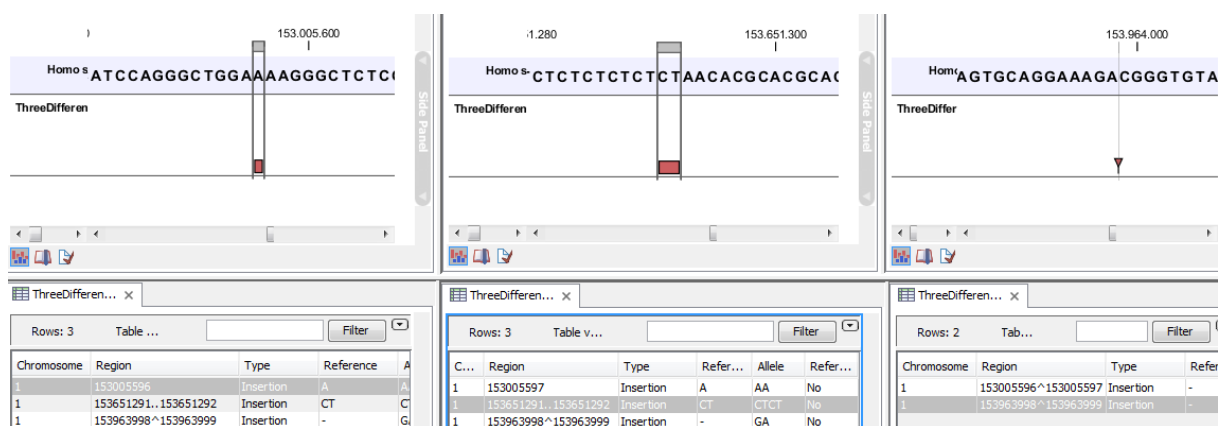 153.005.600
Homo s
ATCCAGGGCTGGAAAAGGGCTCTC
ThreeDifferen
Side Panel
ThreeDifferen...
Rows: 3 Table ... Filter
Chromosome Region Type Reference A
1 153005596 Insertion A
1 153651291..153651292 Insertion CT
1 153963998^153963999 Insertion -
1.280 153.651.300
Homo s-
CTCTCTCTCTCTAACACGCACGCAC
ThreeDifferen
Side Panel
ThreeDifferen...
Rows: 3 Table v... Filter
C... Region Type Refer... Allele Refer...
1 153005597 Insertion A AA No
1 153651291..153651292 Insertion CT CTCT No
1 153963998^153963999 Insertion - GA No
153.964.000
Homo
AGTGCAGGAAAGACGGGTGTA
ThreeDiffer
ThreeDifferen...
Rows: 2 Tab... Filter
Chromosome Region Type Refer
1 153005596^153005597 Insertion -
1 153963998^153963999 Insertion -